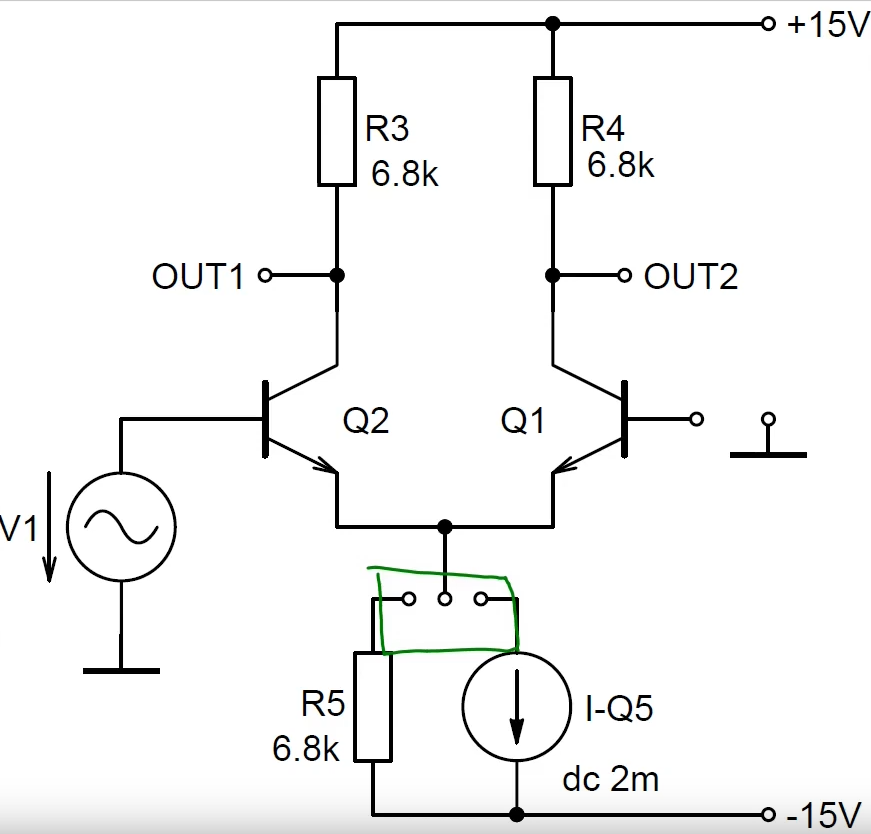 +15V
R3
6.8k
R4
6.8k
OUT1
OUT2
Q2
Q1
V1
R5
6.8k
I-Q5
dc 2m
-15V